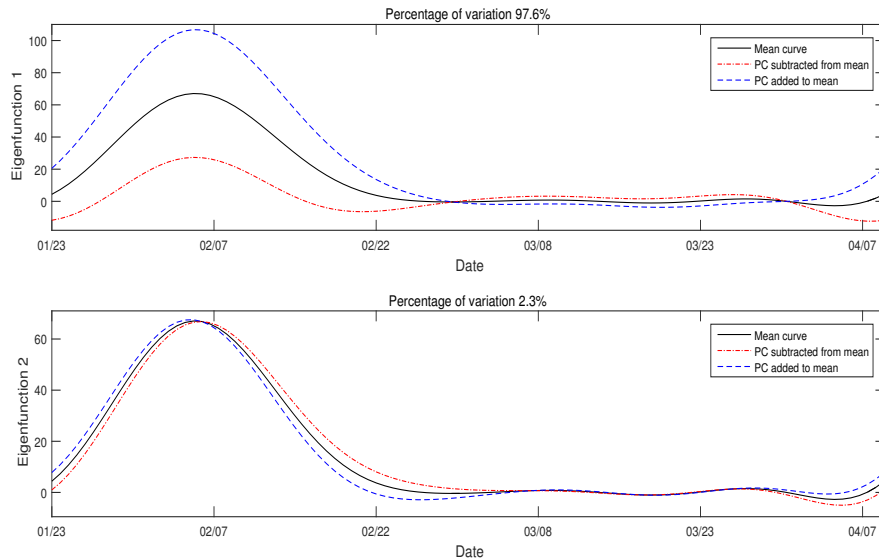 Percentage of variation 97.6%
100
80
60
40
20
0
Eigenfunction 1
Mean curve
PC subtracted from mean
PC added to mean
01/23
02/07
02/22
03/08
03/23
04/07
Date
Percentage of variation 2.3%
60
40
20
0
Eigenfunction 2
Mean curve
PC subtracted from mean
PC added to mean
01/23
02/07
02/22
03/08
03/23
04/07
Date